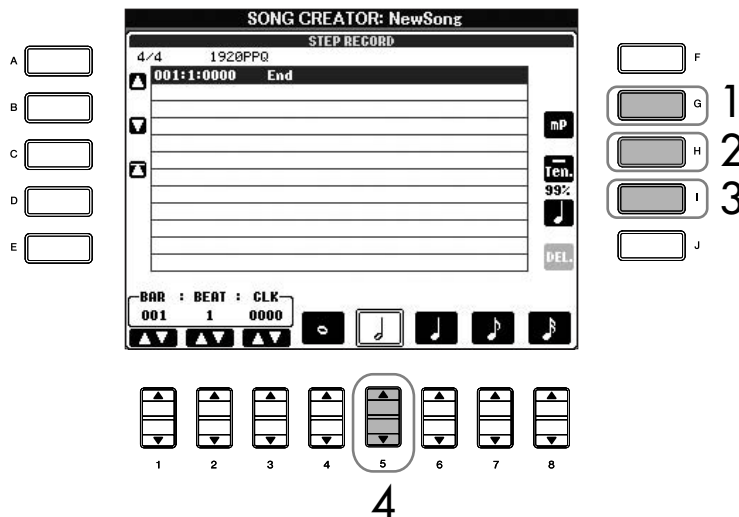 SONG CREATOR: NewSong
STEP RECORD
4/4 1920PPQ
001:1:0000 End
A
B
C
D
E
F
G 1
H 2
I 3
J
mP
Ten.
99%
DEL.
BAR : BEAT : CLK
001 1 0000
1 2 3 4 5 6 7 8
4